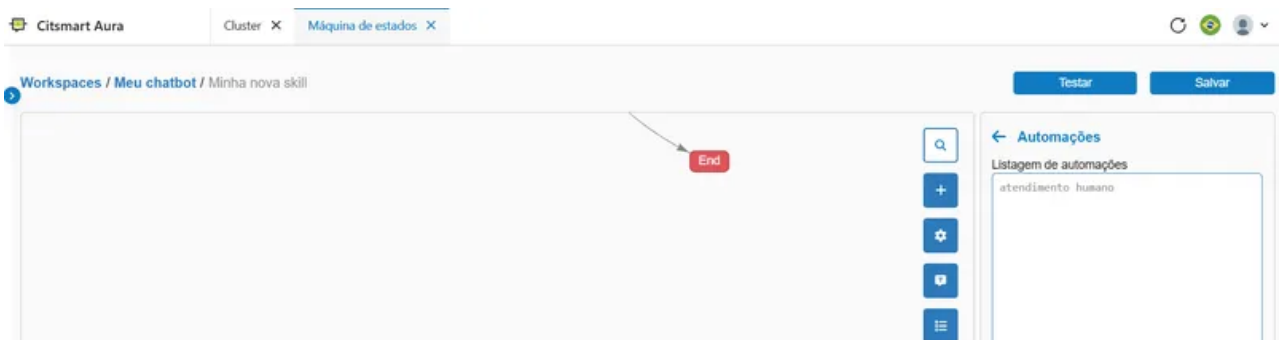 Citsmart Aura
Cluster
Máquina de estados
Workspaces / Meu chatbot / Minha nova skill
Testar
Salvar
End
Automações
Listagem de automações
atendimento humano